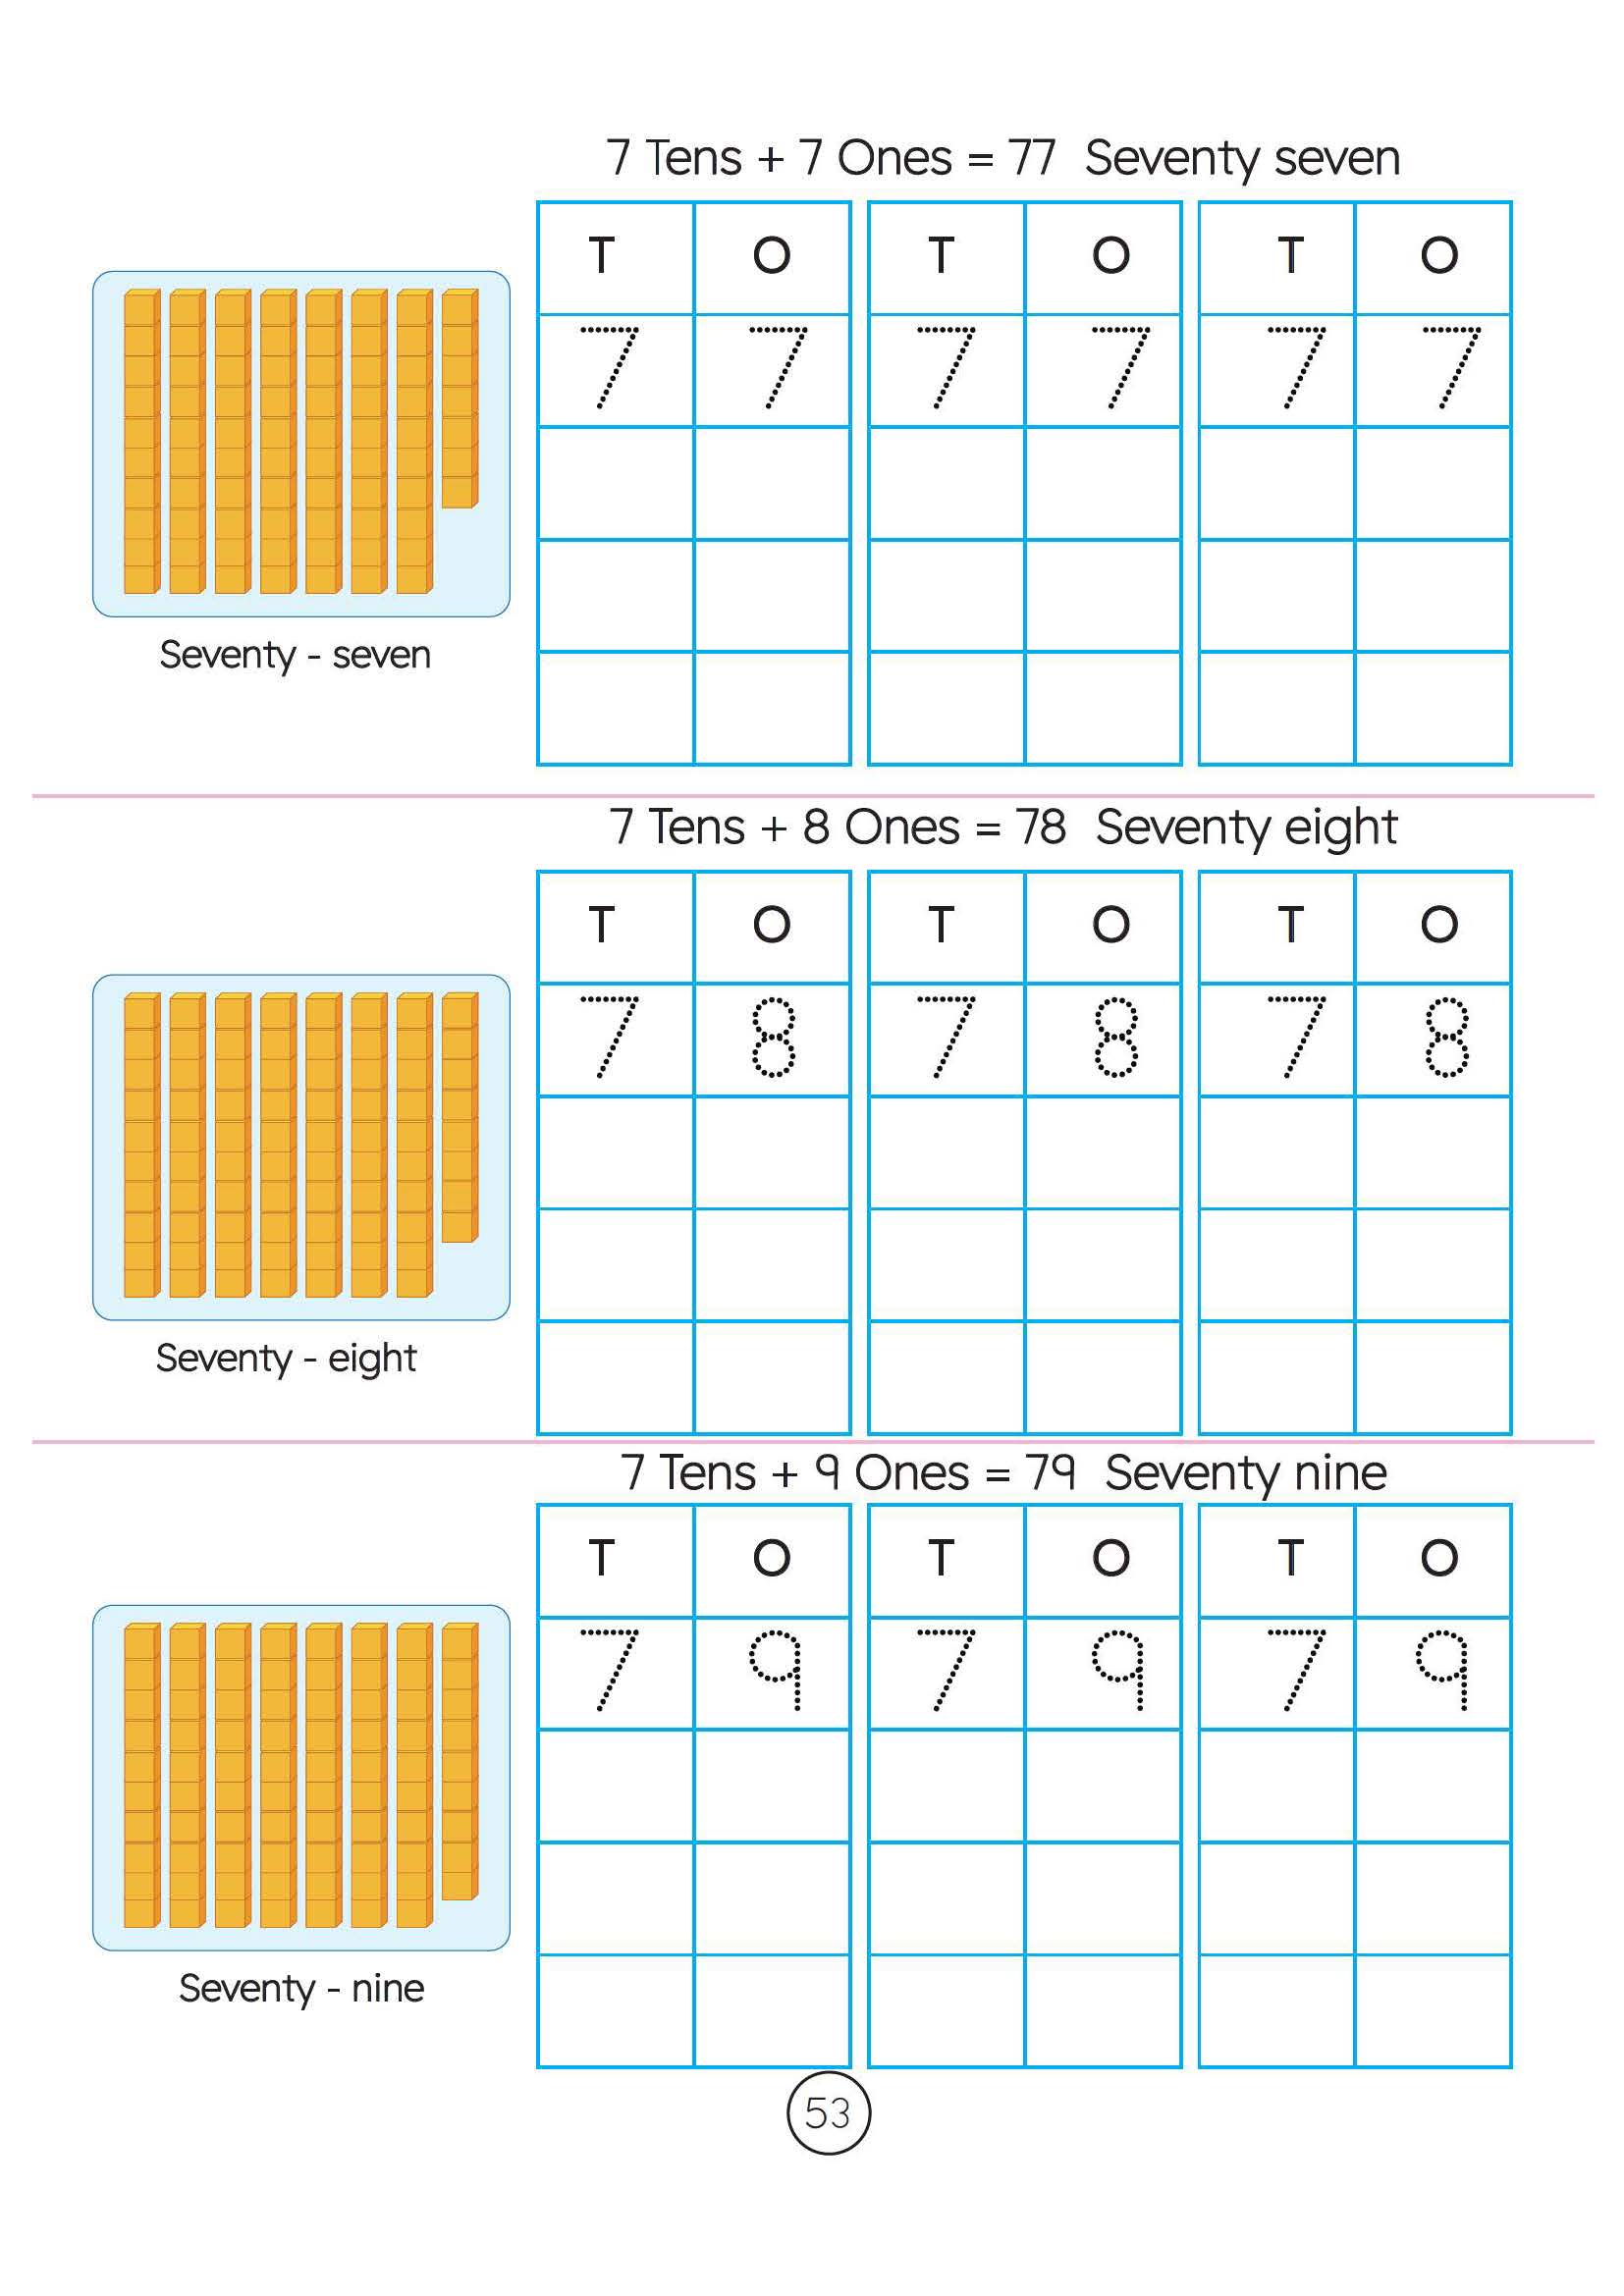 7 Tens + 7 Ones = 77 Seventy seven
T O T O T O
7 7 7 7 7 7
Seventy - seven
7 Tens + 8 Ones = 78 Seventy eight
T O T O T O
7 8 7 8 7 8
Seventy - eight
7 Tens + 9 Ones = 79 Seventy nine
T O T O T O
7 9 7 9 7 9
Seventy - nine
53